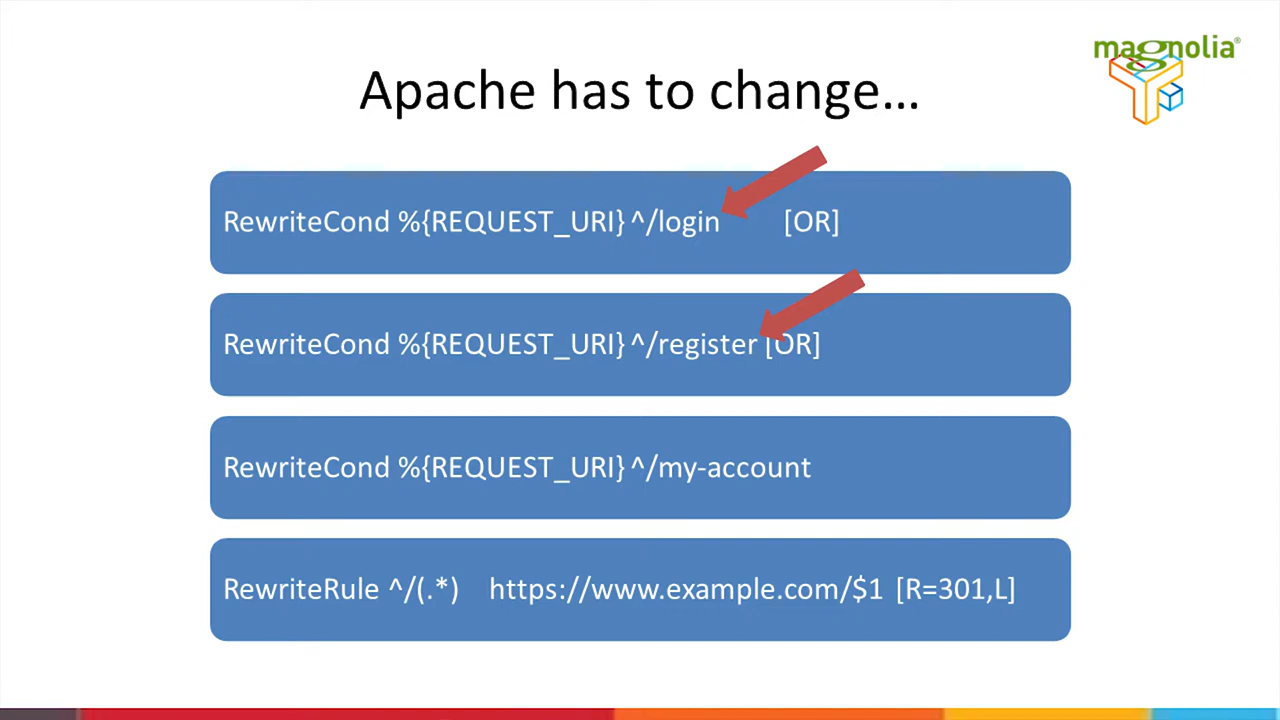 magnolia®
Apache has to change...
RewriteCond %{REQUEST_URI} ^/login [OR]
RewriteCond %{REQUEST_URI} ^/register [OR]
RewriteCond %{REQUEST_URI} ^/my-account
RewriteRule ^/(.*) https://www.example.com/$1 [R=301,L]